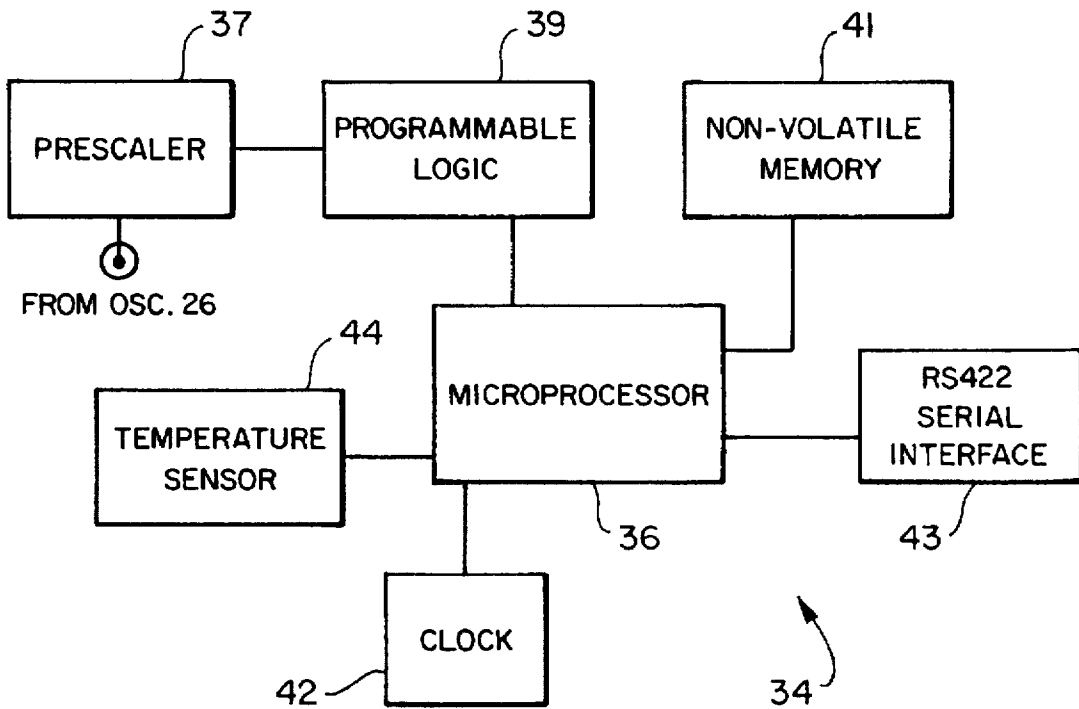 37
39
41
PRESCALER
PROGRAMMABLE
LOGIC
NON-VOLATILE
MEMORY
FROM OSC. 26
44
MICROPROCESSOR
RS422
SERIAL
INTERFACE
TEMPERATURE
SENSOR
36
43
CLOCK
42
34